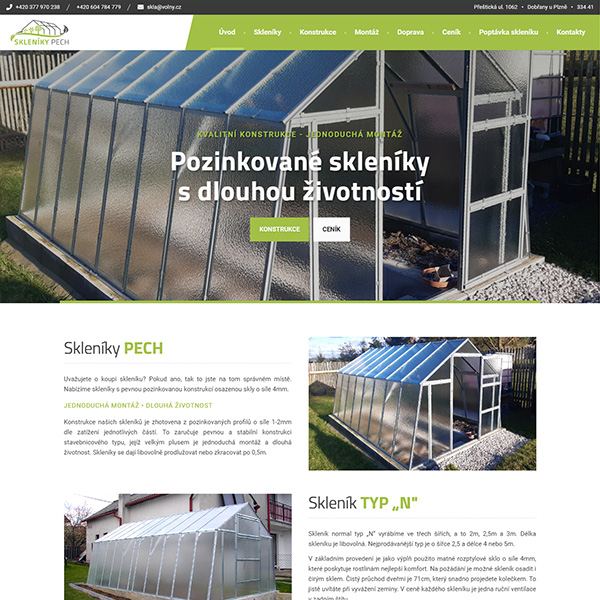 +420 377 970 238 / +420 604 784 779 / skla@volny.cz
Přeštická ul. 1062 • Dobřany u Plzně • 334 41
SKLENÍKY PECH
Úvod • Skleníky • Konstrukce • Montáž • Doprava • Ceník • Poptávka skleníku • Kontakty
KVALITNÍ KONSTRUKCE - JEDNODUCHÁ MONTÁŽ
Pozinkované skleníky
s dlouhou životností
KONSTRUKCE
CENÍK
Skleníky PECH
Uvažujete o koupi skleníku? Pokud ano, tak to jste na tom správném místě.
Nabízíme skleníky s pevnou pozinkovanou konstrukcí osazenou skly o síle 4mm.
JEDNODUCHÁ MONTÁŽ • DLOUHÁ ŽIVOTNOST
Konstrukce našich skleníků je zhotovena z pozinkovaných profilů o síle 1-2mm
dle zatížení jednotlivých částí. To zaručuje pevnou a stabilní konstrukci
stavebnicového typu, jejíž velkým plusem je jednoduchá montáž a dlouhá
životnost. Skleníky se dají libovolně prodlužovat nebo zkracovat po 0,5m.
Skleník TYP „N"
Skleník normal typ „N" vyrábíme ve třech šířích, a to 2m, 2,5m a 3m. Délka
skleníku je libovolná. Nejprodávanější typ je o šířce 2,5 a délce 4 nebo 5m.
V základním provedení je jako výplň použito matné rozptylové sklo o síle 4mm,
které poskytuje rostlinám nejlepší komfort. Na požádání je možné skleník osadit i
čirým sklem. Čistý průchod dveřmi je 71cm, který snadno projedete kolečkem. To
jistě uvítáte při vyvážení zeminy. V ceně každého skleníku je jedna ruční ventilace
v zadním štítu.